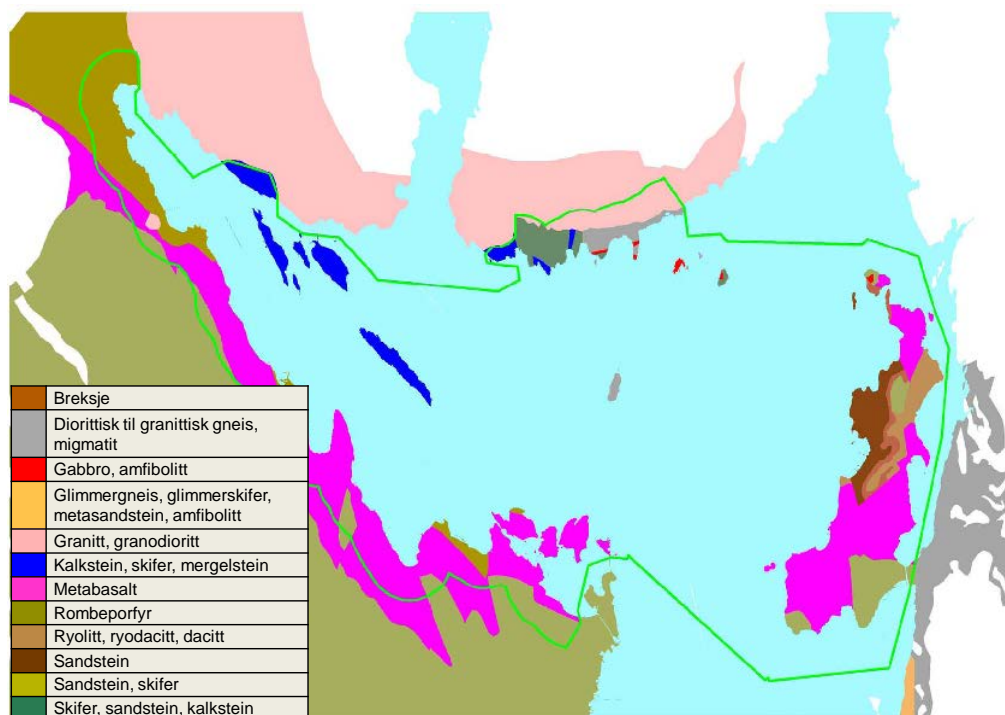 Breksje
Diorittisk til granittisk gneis,
migmatit
Gabbro, amfibolitt
Glimmergneis, glimmerskifer,
metasandstein, amfibolitt
Granitt, granodioritt
Kalkstein, skifer, mergelstein
Metabasalt
Rombeporfyr
Ryolitt, ryodacitt, dacitt
Sandstein
Sandstein, skifer
Skifer, sandstein, kalkstein